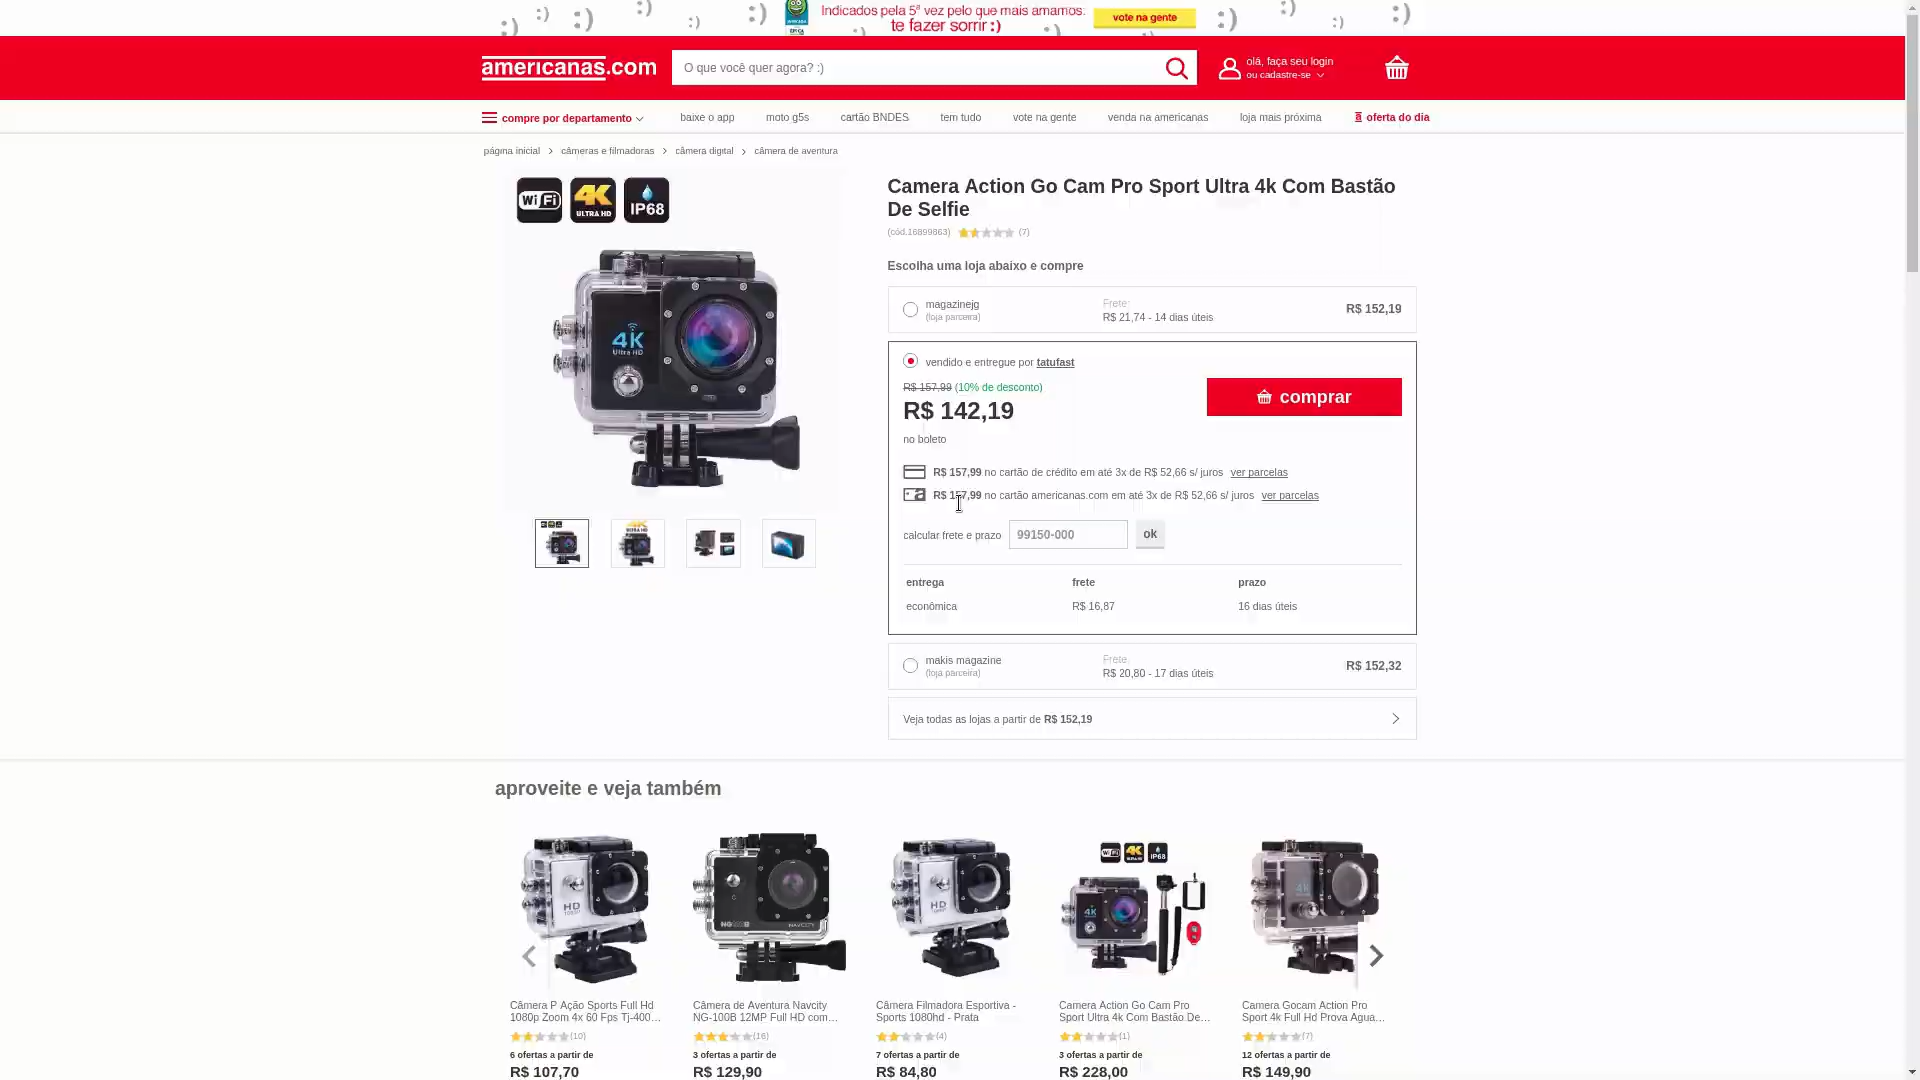 Indicados pela 5ª vez pelo que mais amamos:
te fazer sorrir :)
vote na gente
americanas.com
O que você quer agora? :)
olá, faça seu login
ou cadastre-se
compre por departamento
baixe o app
moto g5s
cartão BNDES
tem tudo
vote na gente
venda na americanas
loja mais próxima
oferta do dia
página inicial > câmeras e filmadoras > câmera digital > câmera de aventura
WiFi
4K
ULTRA HD
IP68
Camera Action Go Cam Pro Sport Ultra 4k Com Bastão
De Selfie
(cód.16899863) (7)
Escolha uma loja abaixo e compre
magazinejg
(loja parceira)
Frete:
R$ 21,74 - 14 dias úteis
R$ 152,19
4K
Ultra HD
vendido e entregue por tatufast
R$ 157,99 (10% de desconto)
R$ 142,19
no boleto
comprar
R$ 157,99 no cartão de crédito em até 3x de R$ 52,66 s/ juros ver parcelas
R$ 157,99 no cartão americanas.com em até 3x de R$ 52,66 s/ juros ver parcelas
calcular frete e prazo 99150-000 ok
entrega frete prazo
econômica R$ 16,87 16 dias úteis
makis magazine
(loja parceira)
Frete:
R$ 20,80 - 17 dias úteis
R$ 152,32
Veja todas as lojas a partir de R$ 152,19
aproveite e veja também
Câmera P Ação Sports Full Hd
1080p Zoom 4x 60 Fps Tj-400...
(10)
6 ofertas a partir de
R$ 107,70
Câmera de Aventura Navcity
NG-100B 12MP Full HD com...
(16)
3 ofertas a partir de
R$ 129,90
Câmera Filmadora Esportiva -
Sports 1080hd - Prata
(4)
7 ofertas a partir de
R$ 84,80
Camera Action Go Cam Pro
Sport Ultra 4k Com Bastão De...
(1)
3 ofertas a partir de
R$ 228,00
Camera Gocam Action Pro
Sport 4k Full Hd Prova Agua...
(7)
12 ofertas a partir de
R$ 149,90